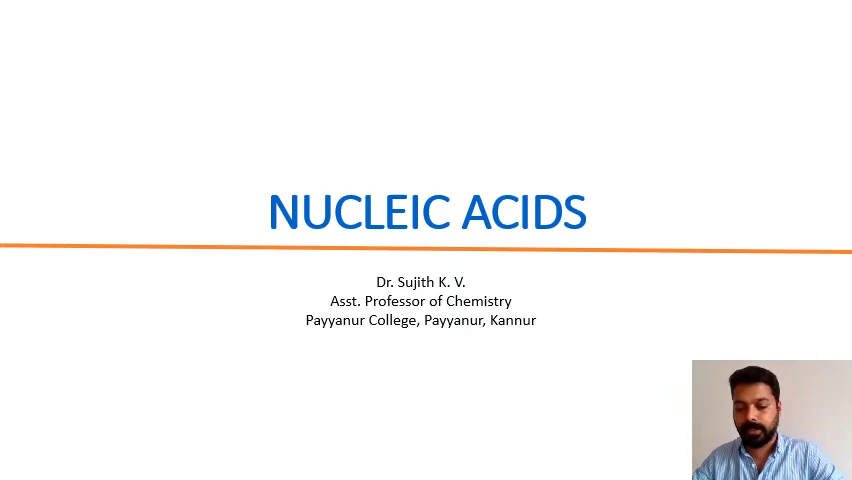 NUCLEIC ACIDS
Dr. Sujith K. V.
Asst. Professor of Chemistry
Payyanur College, Payyanur, Kannur